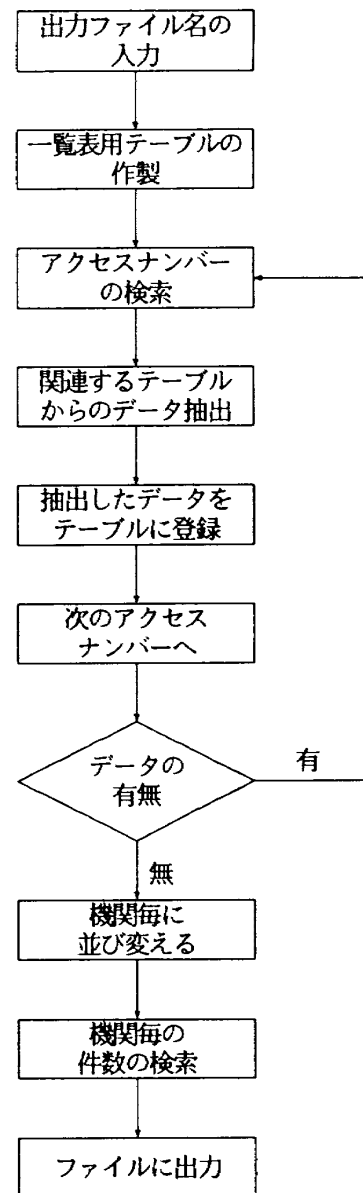 出力ファイル名の
入力
一覧表用テーブルの
作製
アクセスナンバー
の検索
関連するテーブル
からのデータ抽出
抽出したデータを
テーブルに登録
次のアクセス
ナンバーへ
データの
有無
有
無
機関毎に
並び変える
機関毎の
件数の検索
ファイルに出力